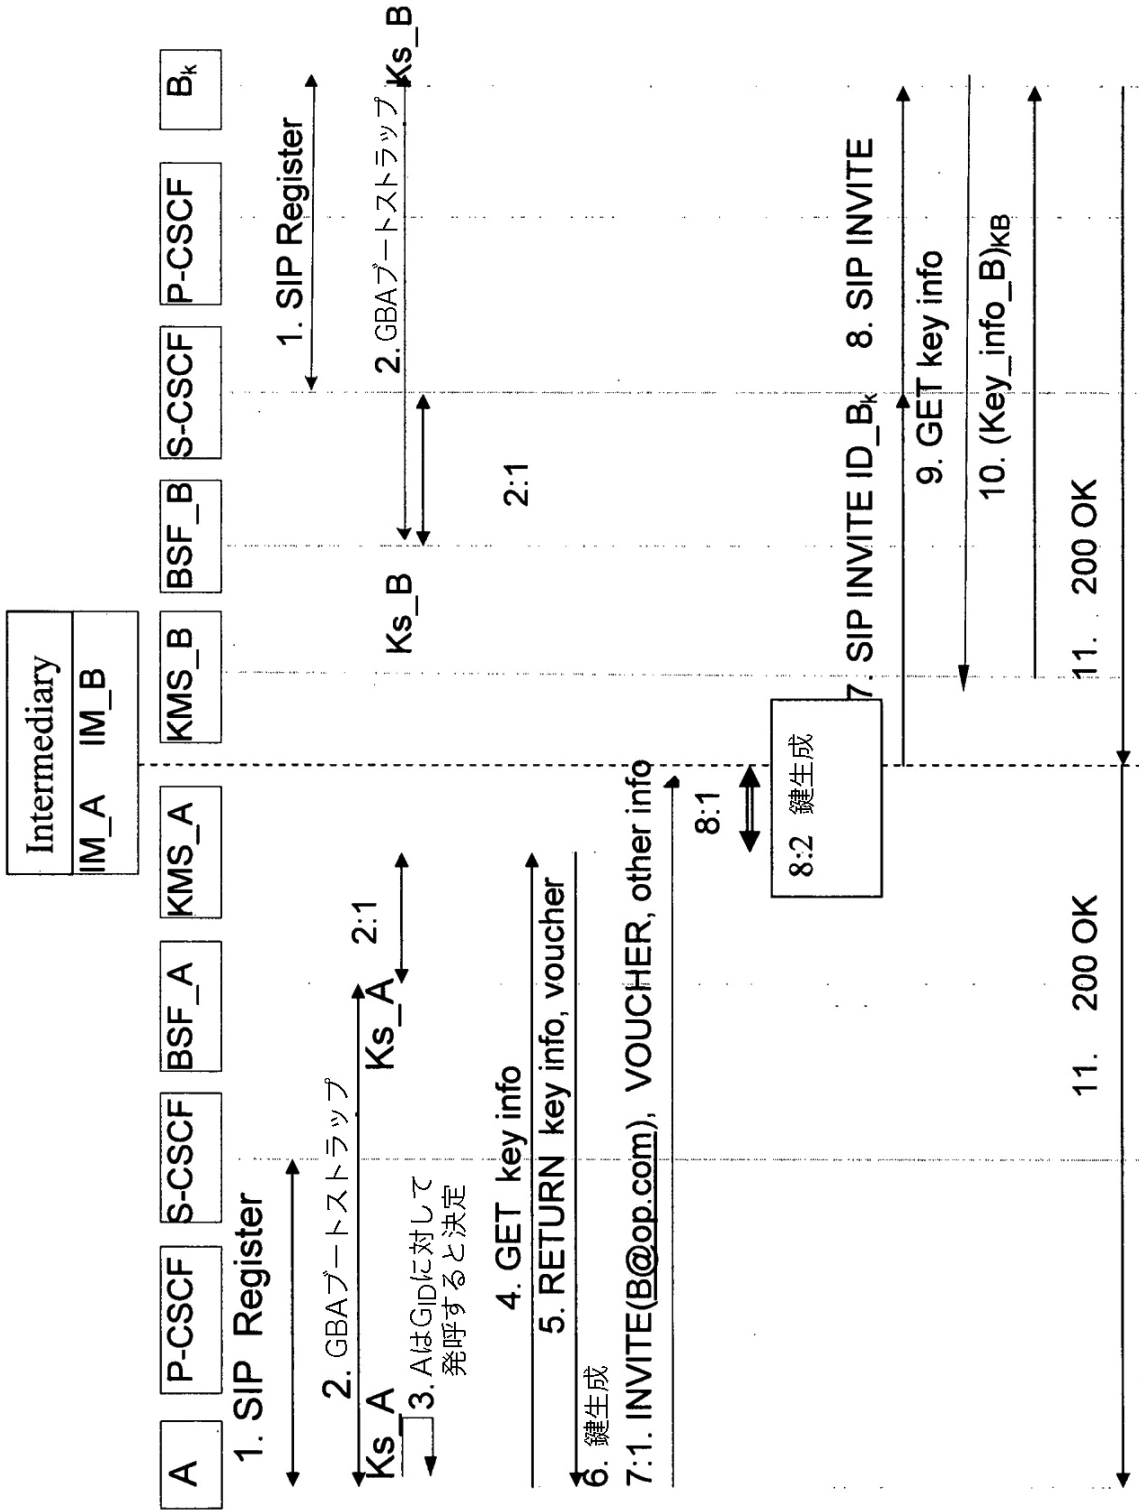 Intermediary
IM_A IM_B
A
P-CSCF
S-CSCF
BSF_A
KMS_A
KMS_B
BSF_B
S-CSCF
P-CSCF
Bk
1. SIP Register
1. SIP Register
2. GBAブートストラップ
2. GBAブートストラップ
Ks_A
Ks_A
2:1
Ks_B
Ks_B
2:1
3. AはGIDに対して
発呼すると決定
4. GET key info
5. RETURN key info, voucher
6. 鍵生成
7:1. INVITE(B@op.com), VOUCHER, other info
8:1
8:2 鍵生成
7. SIP INVITE ID_Bk
8. SIP INVITE
9. GET key info
10. (Key_info_B)KB
11. 200 OK
11. 200 OK